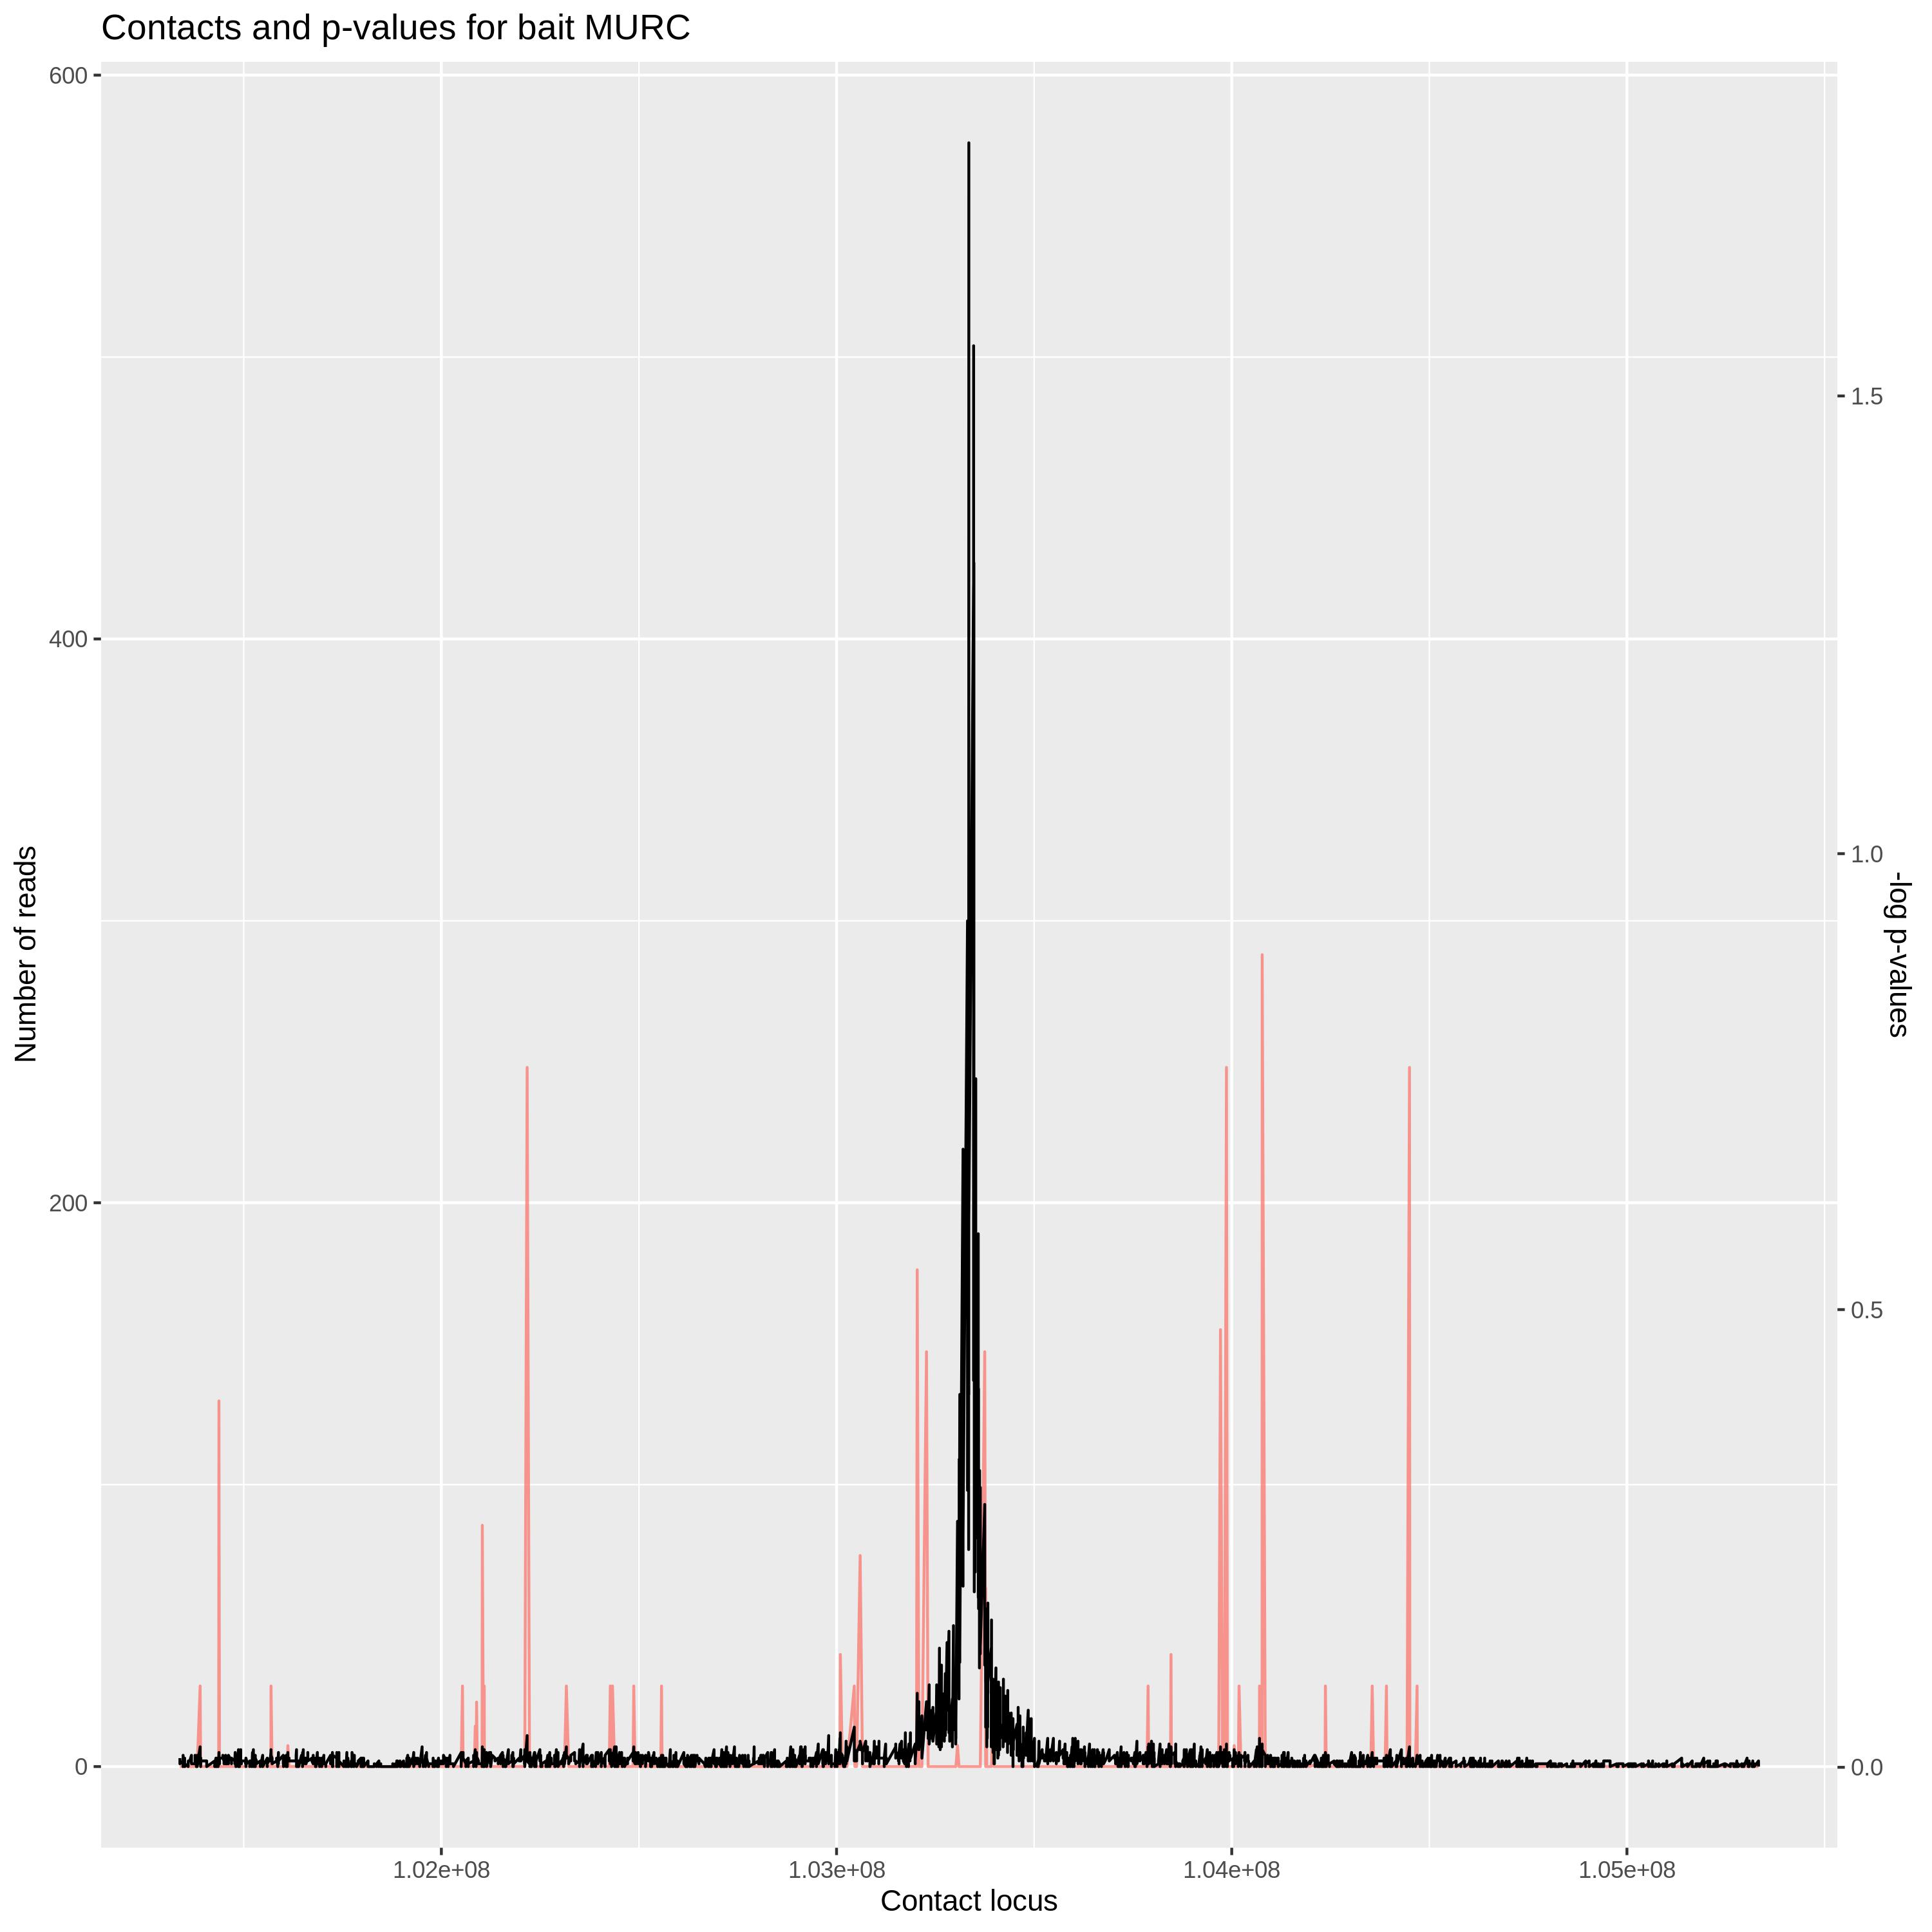 Contacts and p-values for bait MURC
600
400
200
0
Number of reads
1.5
1.0
0.5
0.0
-log p-values
1.02e+08
1.03e+08
1.04e+08
1.05e+08
Contact locus